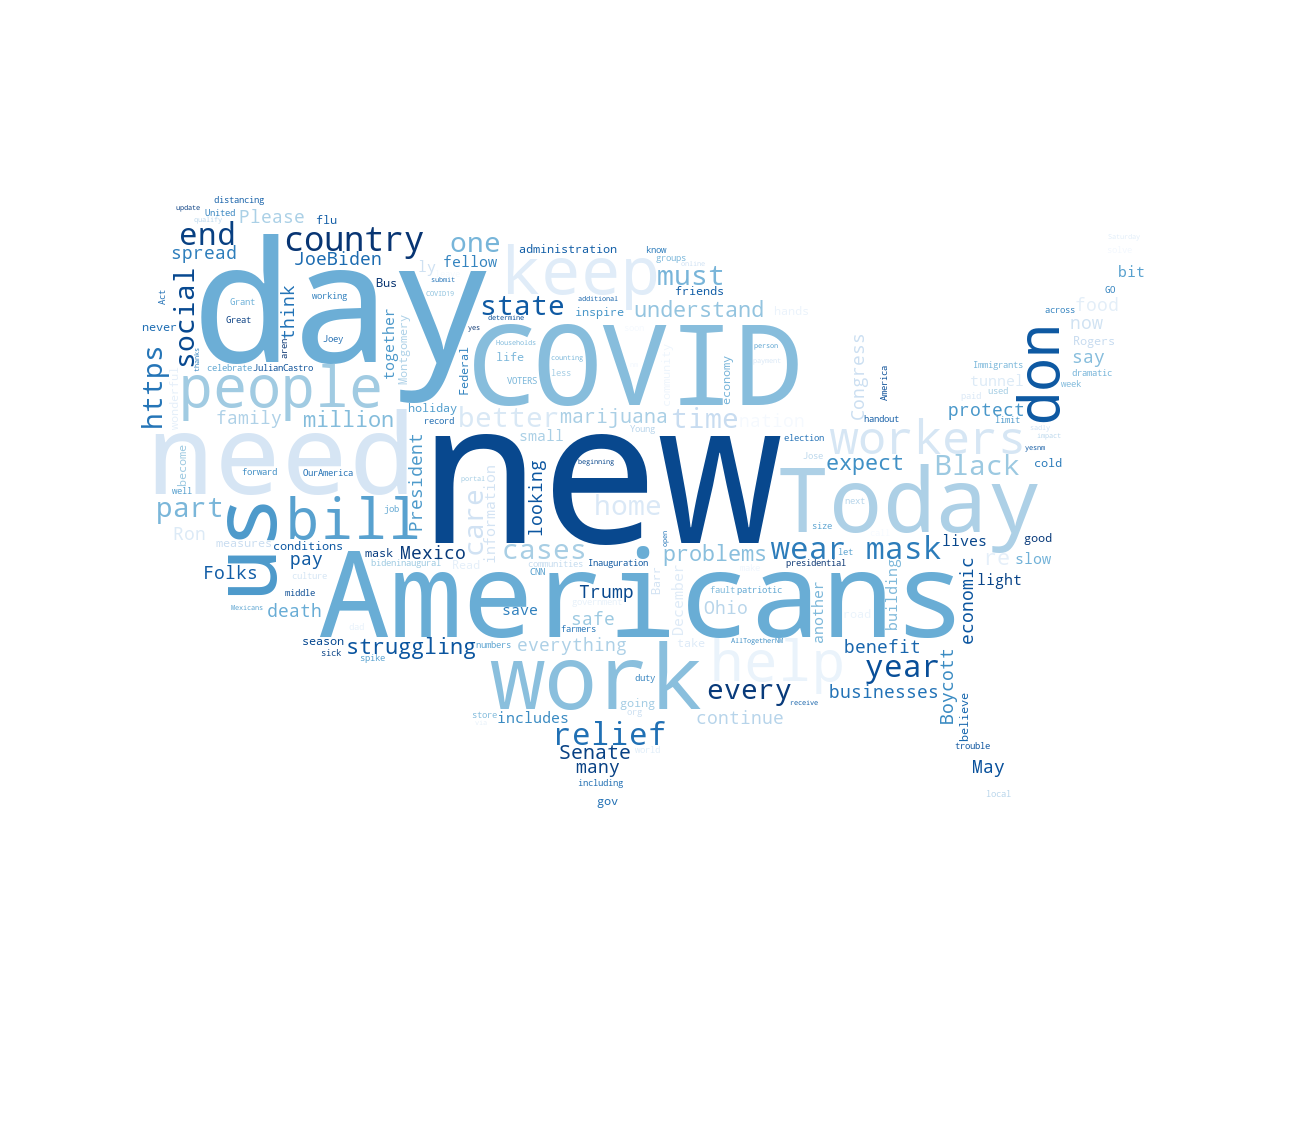 distancing
update
United
qualify
Please
flu
end
country
one
administration
know
spread
JoeBiden
ly
fellow
keep
groups
must
online
bit
day
social
think
Grant
working
Bus
submit
COVID19
state
additional
friends
GO
Act
Great
Joey
together
Montgomery
yes
determine
inspire
understand
hands
across
food
now
never
https
aren
thanks
COVID
Households
counting
less
life
VOTERS
person
payment
community
economy
Federal
congress
America
Immigrants
tunnel
used
paid
don
Rogers
say
dramatic
week
wonderful
celebrate
JulianCastro
people
family
million
holiday
record
better
marijuana
small
Young
time
nation
election
handout
workers
protect
limit
impact
yesnm
need
become
well
forward
OurAmerica
President
new
beginning
portal
information
looking
home
Jose
expect
Black
cold
Today
next
size
part
us
bill
job
care
Ron
measures
conditions
mask
Mexico
Read
cases
communities
CNN
Inauguration
open
problems
wear mask
let
presidential
lives
good
re
slow
Folks
pay
culture
middle
bideninaugural
Americans
Barr
December
fault
patriotic
Trump
Ohio
another
building
economic
light
Mexicans
death
save
safe
farmers
AllTogetherNM
season
sick
struggling
spike
numbers
everything
take
benefit
work
help
duty
every
year
businesses
Boycott
believe
receive
store
includes
going
org
continue
relief
Senate
world
trouble
many
May
including
local
gov